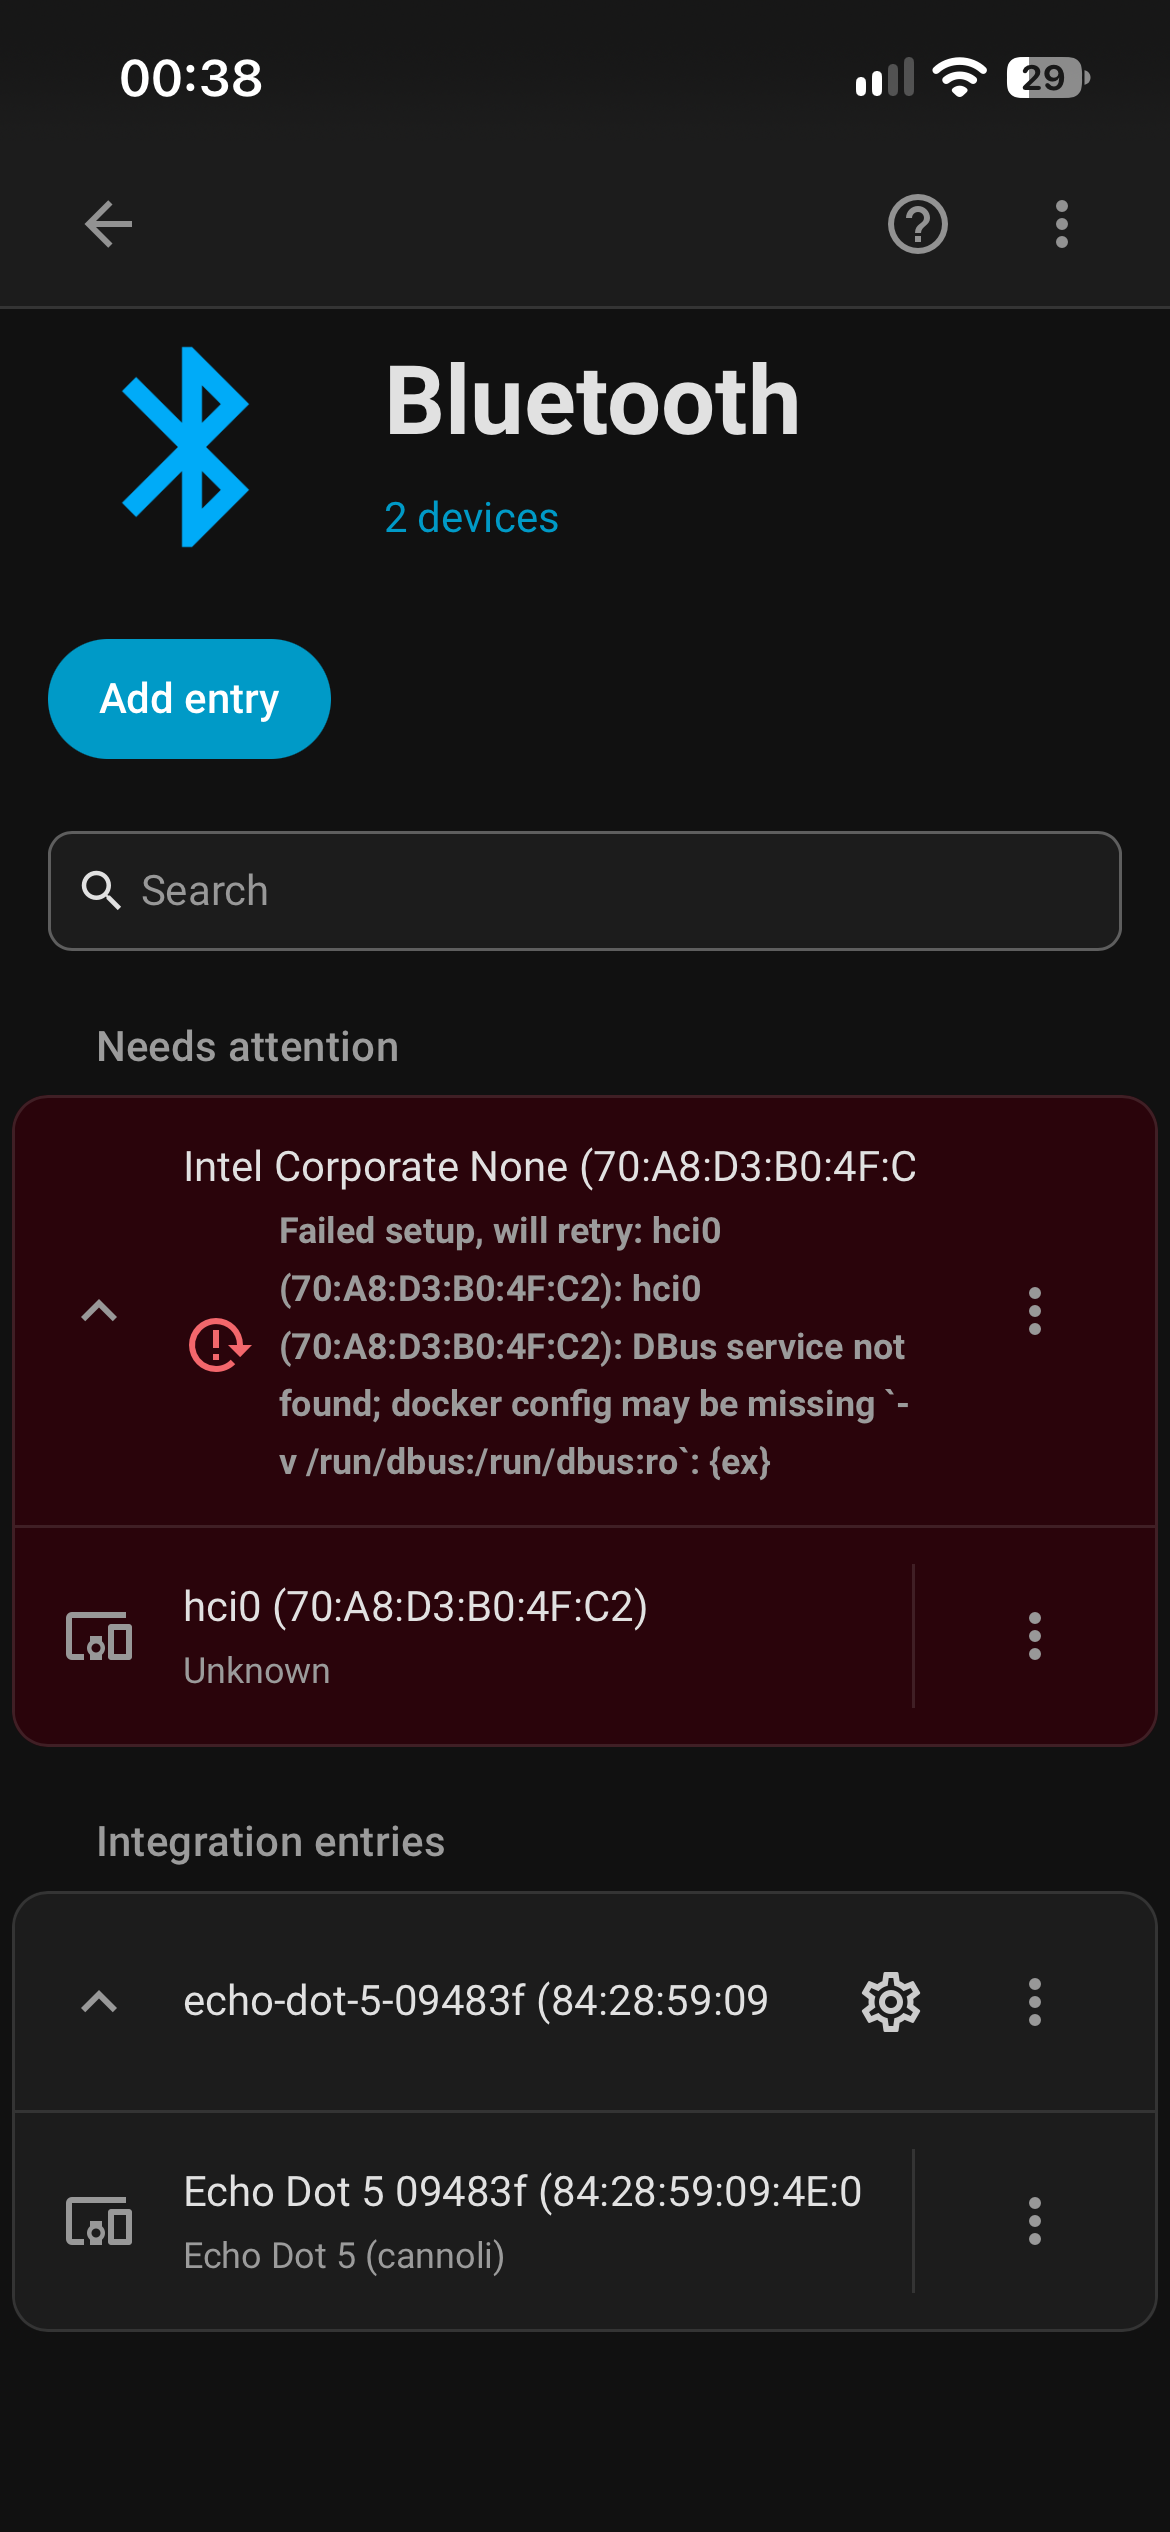 00:38
29
Bluetooth
2 devices
Add entry
Search
Needs attention
Intel Corporate None (70:A8:D3:B0:4F:C
Failed setup, will retry: hci0
(70:A8:D3:B0:4F:C2): hci0
(70:A8:D3:B0:4F:C2): DBus service not
found; docker config may be missing `-
v /run/dbus:/run/dbus:ro`: {ex}
hci0 (70:A8:D3:B0:4F:C2)
Unknown
Integration entries
echo-dot-5-09483f (84:28:59:09
Echo Dot 5 09483f (84:28:59:09:4E:0
Echo Dot 5 (cannoli)